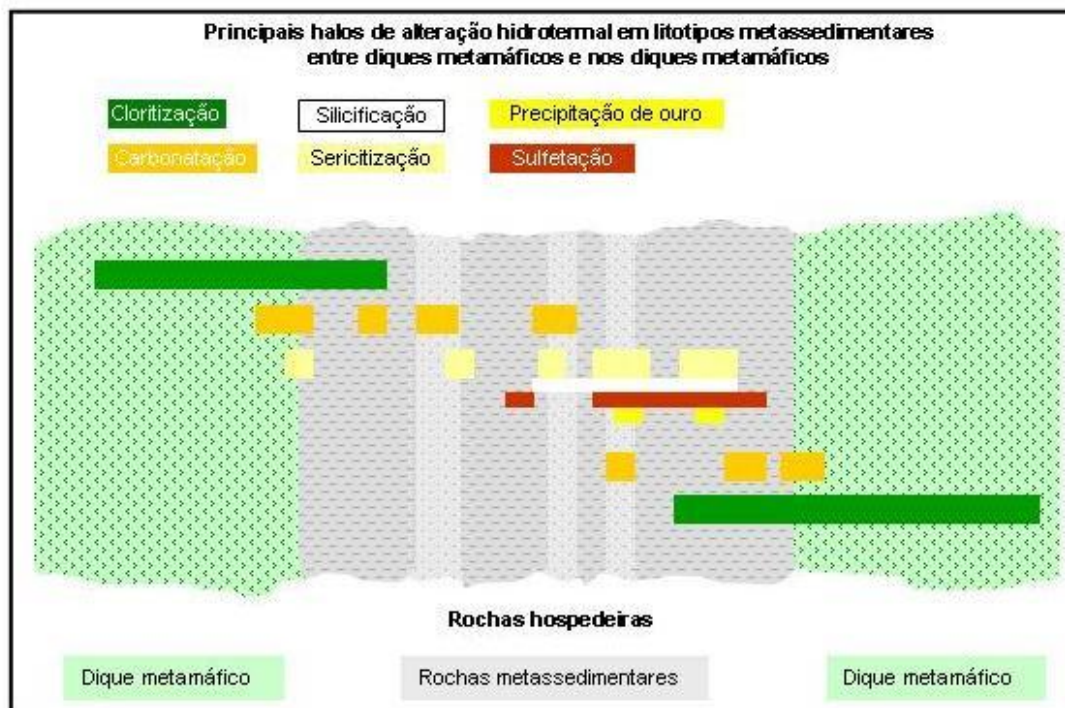 Principais halos de alteração hidrotermal em litotipos metassedimentares
entre diques metamáficos e nos diques metamáficos
Cloritização
Silicificação
Precipitação de ouro
Carbonatação
Sericitização
Sulfetação
Rochas hospedeiras
Dique metamáfico
Rochas metassedimentares
Dique metamáfico